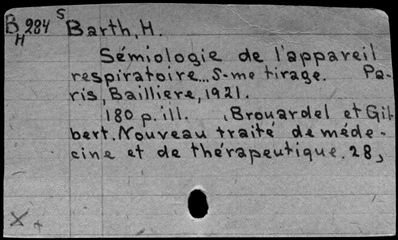 B 284 S Barth, H.
H
Sémiologie de l'appareil
respiratoire... 5-me tirage. Pa-
ris, Bailliere, 1921.
180 p. ill. (Brouardel et Gil-
bert. Nouveau traité de méde-
cine et de thérapeutique. 28,
X +